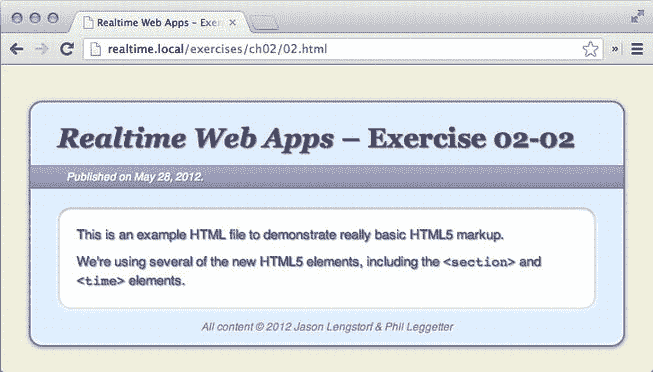 Realtime Web Apps – Exer
realtime.local/exercises/ch02/02.html
Realtime Web Apps – Exercise 02-02
Published on May 28, 2012.
This is an example HTML file to demonstrate really basic HTML5 markup.
We're using several of the new HTML5 elements, including the <section> and
<time> elements.
All content © 2012 Jason Lengstorf & Phil Leggetter